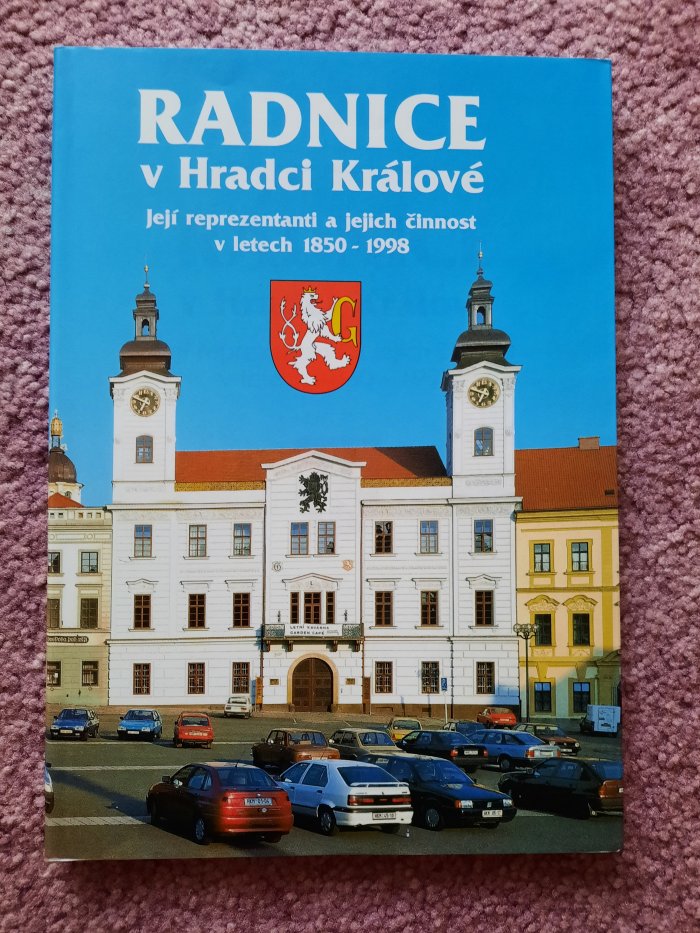 RADNICE
v Hradci Králové
Její reprezentanti a jejich činnost
v letech 1850 - 1998
G
LETNÍ KAVÁRNA
GARDEN CAFÉ